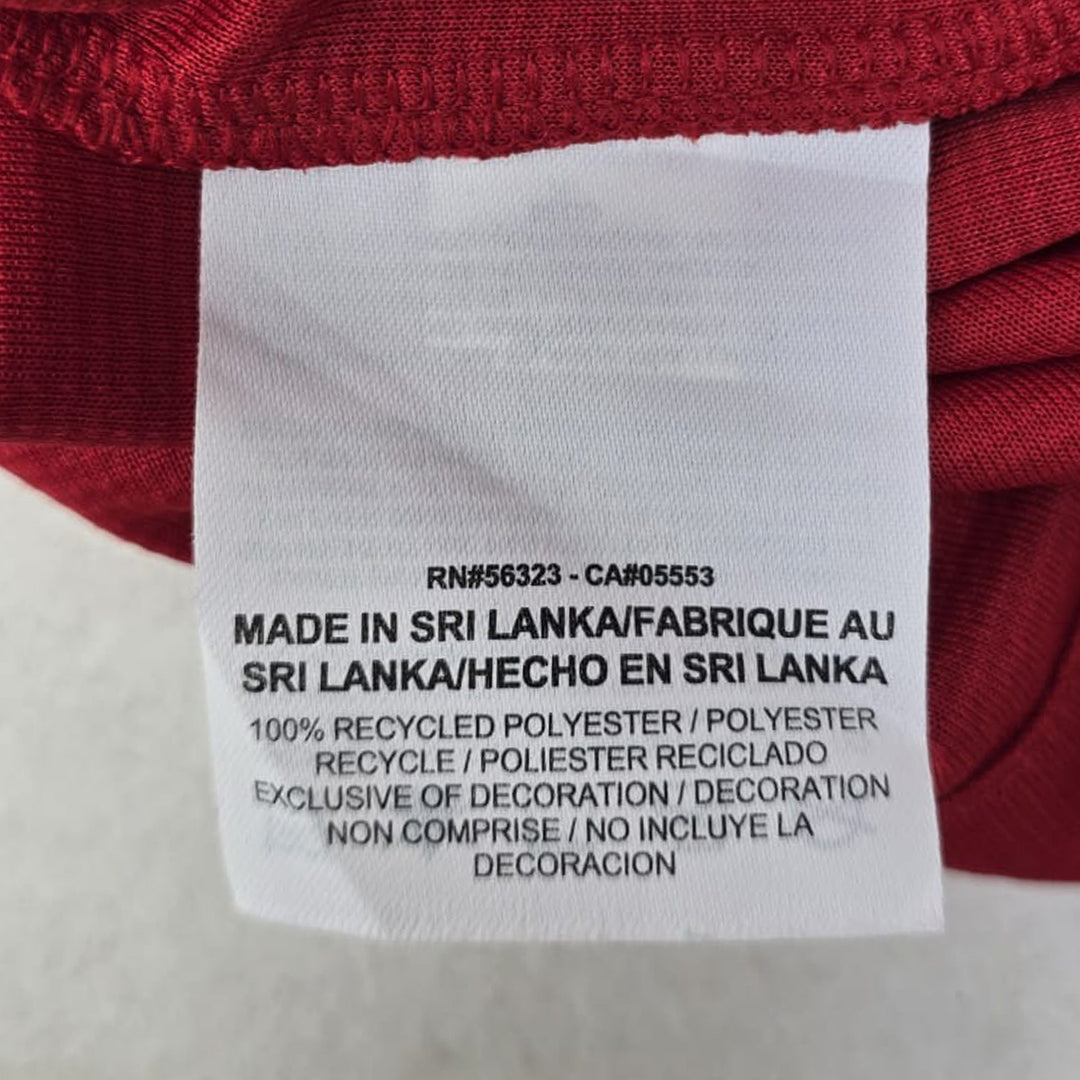 RN#56323 - CA#05553
MADE IN SRI LANKA/FABRIQUE AU
SRI LANKA/HECHO EN SRI LANKA
100% RECYCLED POLYESTER / POLYESTER
RECYCLE / POLIESTER RECICLADO
EXCLUSIVE OF DECORATION / DECORATION
NON COMPRISE / NO INCLUYE LA
DECORACION